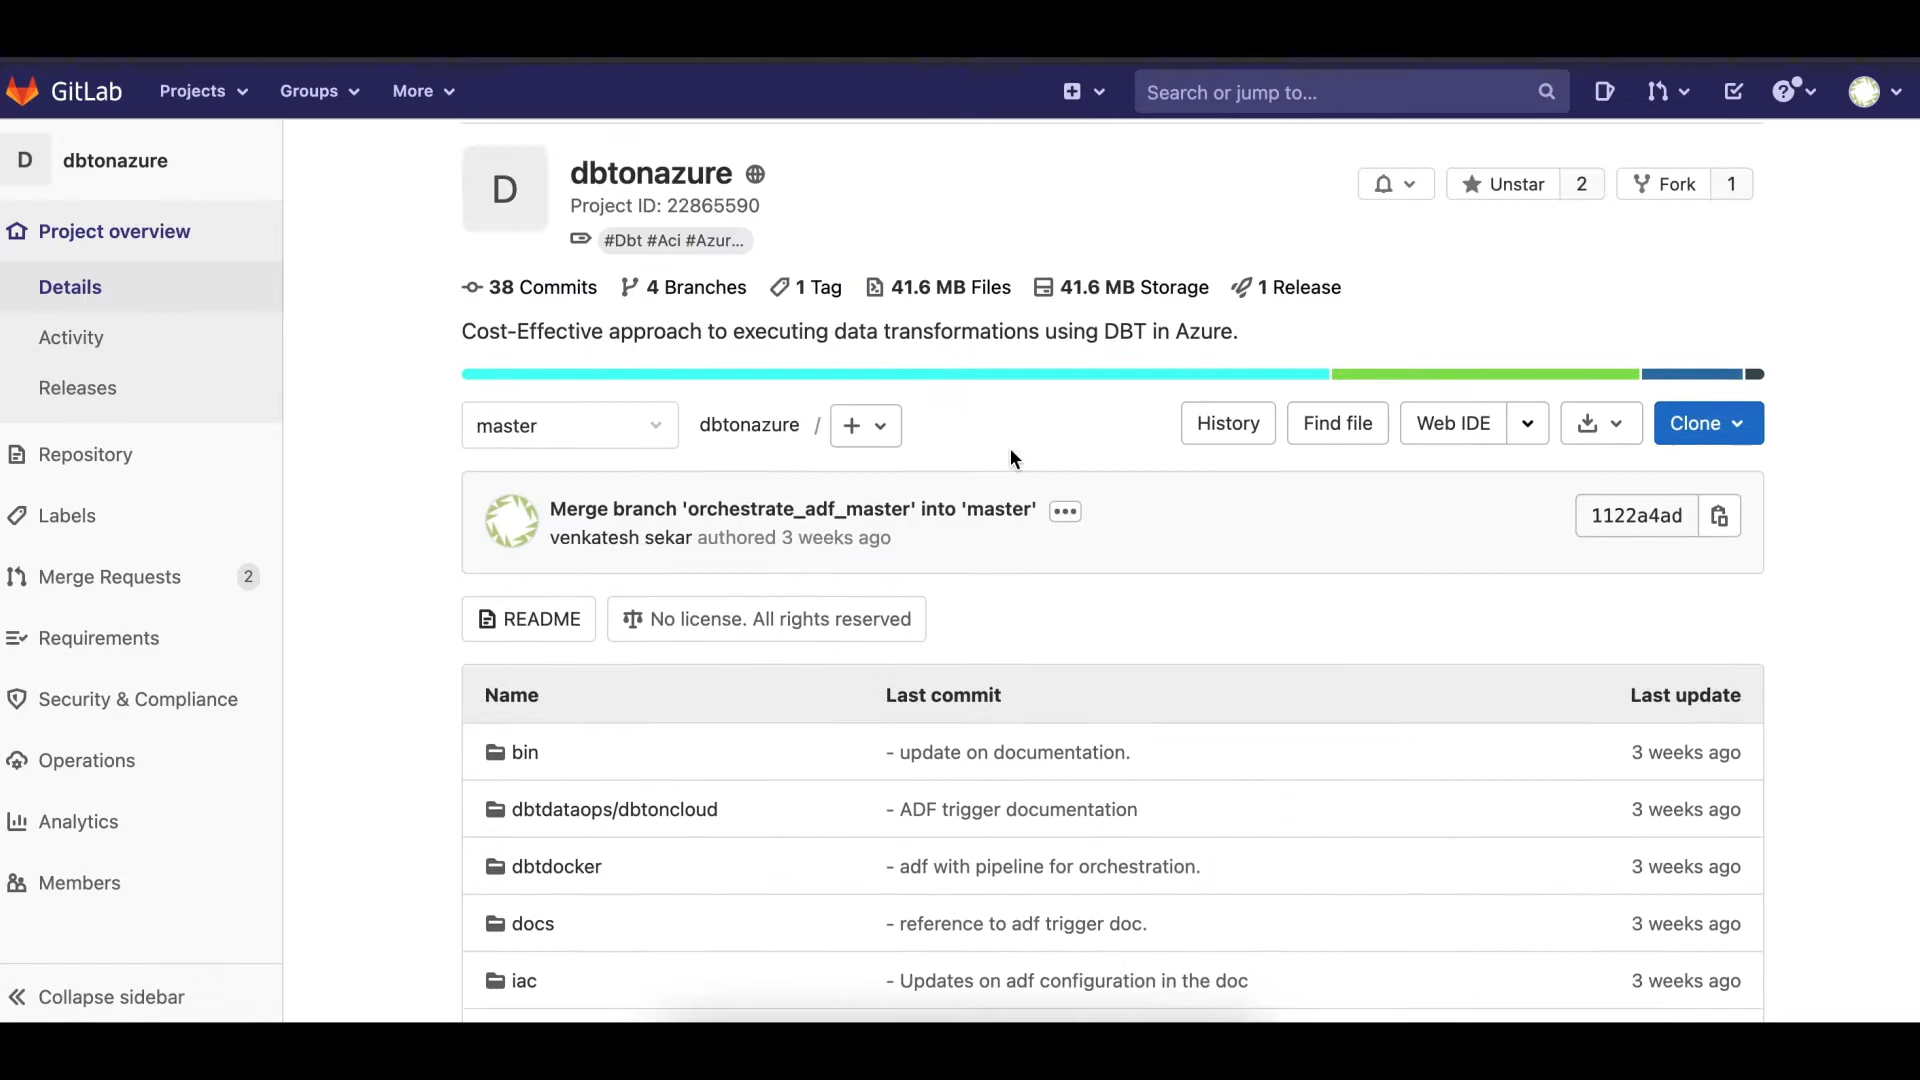 GitLab Projects Groups More Search or jump to...
D dbtonazure
Project overview
Details
Activity
Releases
Repository
Labels
Merge Requests 2
Requirements
Security & Compliance
Operations
Analytics
Members
Collapse sidebar
D
dbtonazure
Project ID: 22865590
#Dbt #Aci #Azur...
Unstar 2 Fork 1
38 Commits 4 Branches 1 Tag 41.6 MB Files 41.6 MB Storage 1 Release
Cost-Effective approach to executing data transformations using DBT in Azure.
master dbtonazure / + History Find file Web IDE Clone
Merge branch 'orchestrate_adf_master' into 'master'
venkatesh sekar authored 3 weeks ago
1122a4ad
README No license. All rights reserved
Name Last commit Last update
bin - update on documentation. 3 weeks ago
dbtdataops/dbtoncloud - ADF trigger documentation 3 weeks ago
dbtdocker - adf with pipeline for orchestration. 3 weeks ago
docs - reference to adf trigger doc. 3 weeks ago
iac - Updates on adf configuration in the doc 3 weeks ago